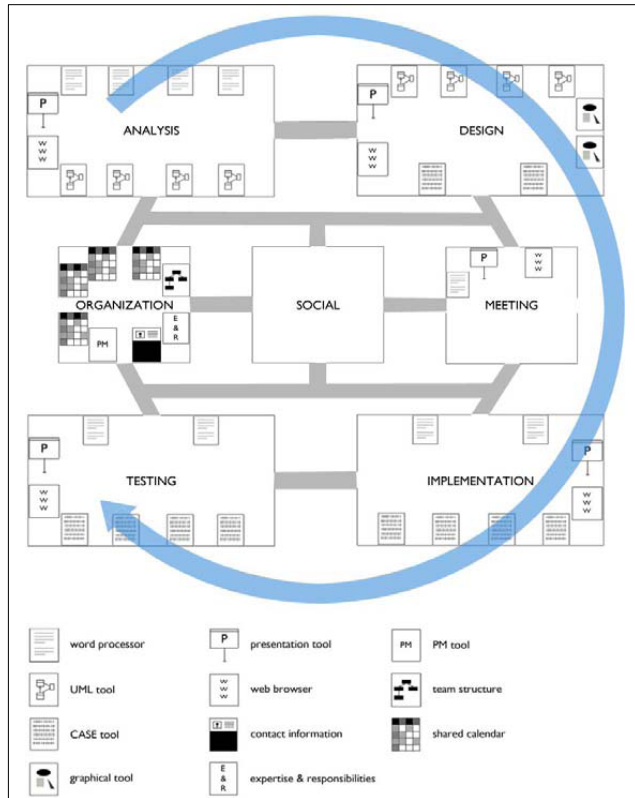 P
ANALYSIS
W
W
W
P
DESIGN
W
W
W
ORGANIZATION
PM
E
&
R
SOCIAL
P
W
W
W
MEETING
P
TESTING
W
W
W
P
IMPLEMENTATION
W
W
W
word processor
P
presentation tool
PM
PM tool
UML tool
W
W
W
web browser
team structure
CASE tool
contact information
shared calendar
graphical tool
E
&
R
expertise & responsibilities